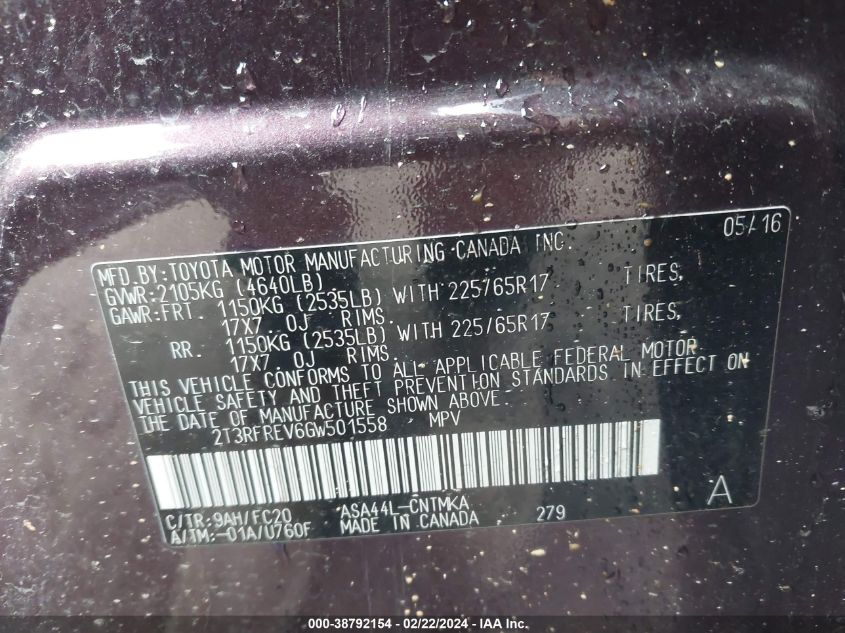 05/16
MFD.BY:TOYOTA MOTOR MANUFACTURING CANADA INC.
GVWR:2105KG (4640LB)
GAWR:FRT. 1150KG (2535LB) WITH 225/65R17 TIRES,
17X7.0J RIMS.
RR. 1150KG (2535LB) WITH 225/65R17 TIRES,
17X7.0J RIMS.
THIS VEHICLE CONFORMS TO ALL APPLICABLE FEDERAL MOTOR
VEHICLE SAFETY AND THEFT PREVENTION STANDARDS IN EFFECT ON
THE DATE OF MANUFACTURE SHOWN ABOVE.
2T3RFREV6GW501558 MPV
C/TR:9AH/FC20 ASA44L-CNTMKA A
A/TM:-01A/U760F MADE IN CANADA 279
000-38792154 - 02/22/2024 - IAA Inc.